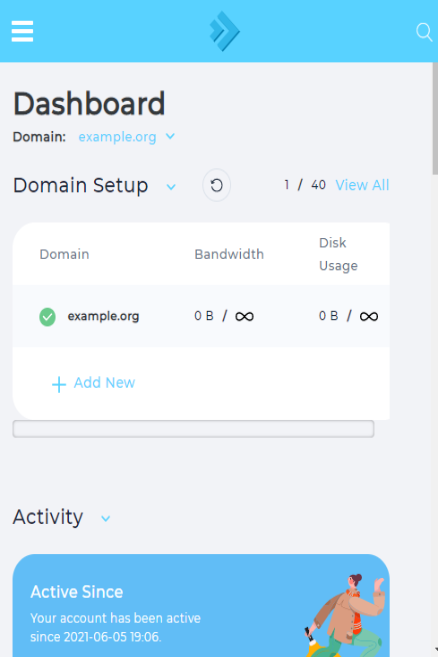 Dashboard
Domain: example.org
Domain Setup 1 / 40 View All
Domain Bandwidth Disk Usage
example.org 0 B / ∞ 0 B / ∞
Add New
Activity
Active Since
Your account has been active
since 2021-06-05 19:06.